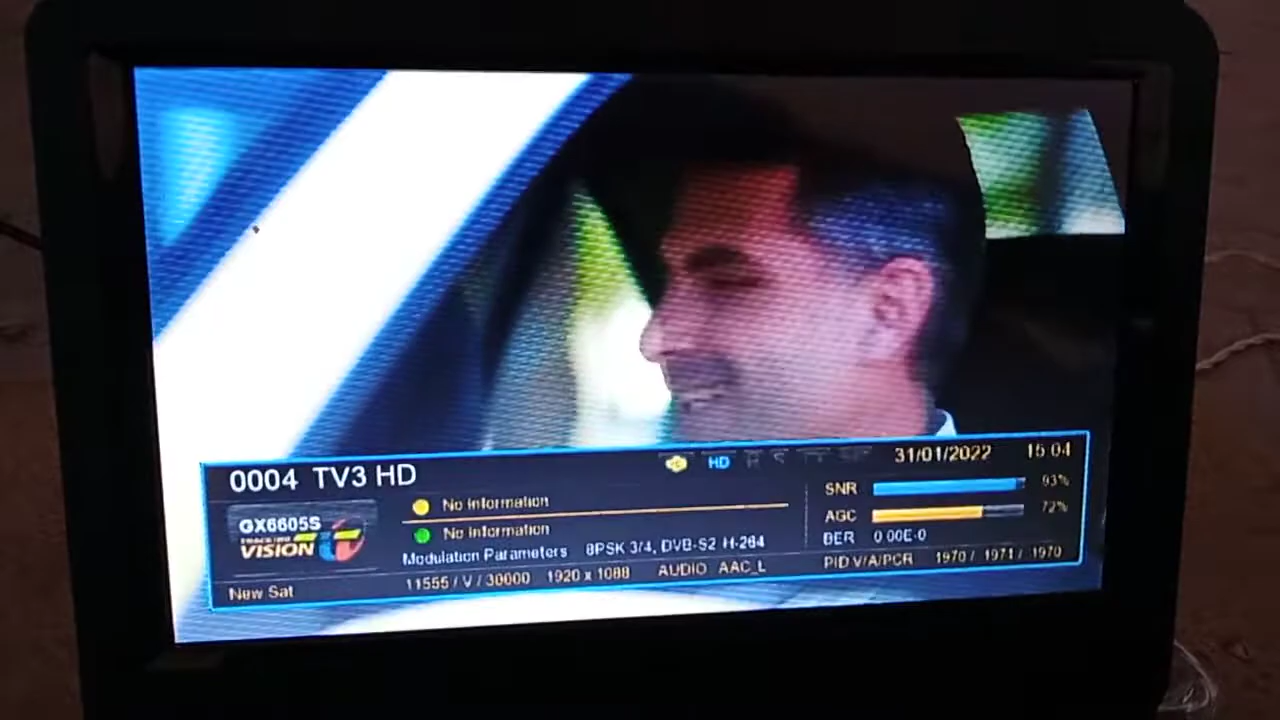 0004 TV3 HD
HD
31/01/2022 15:04
GX6605S
TRACKING
VISION
No Information
No Information
SNR 93%
AGC 72%
BER 0.00E-0
Modulation Parameters 8PSK 3/4, DVB-S2 H-264
New Sat
11555 / V / 30000 1920 x 1088 AUDIO AAC_L
PID V/A/PCR 1970 / 1971 / 1970